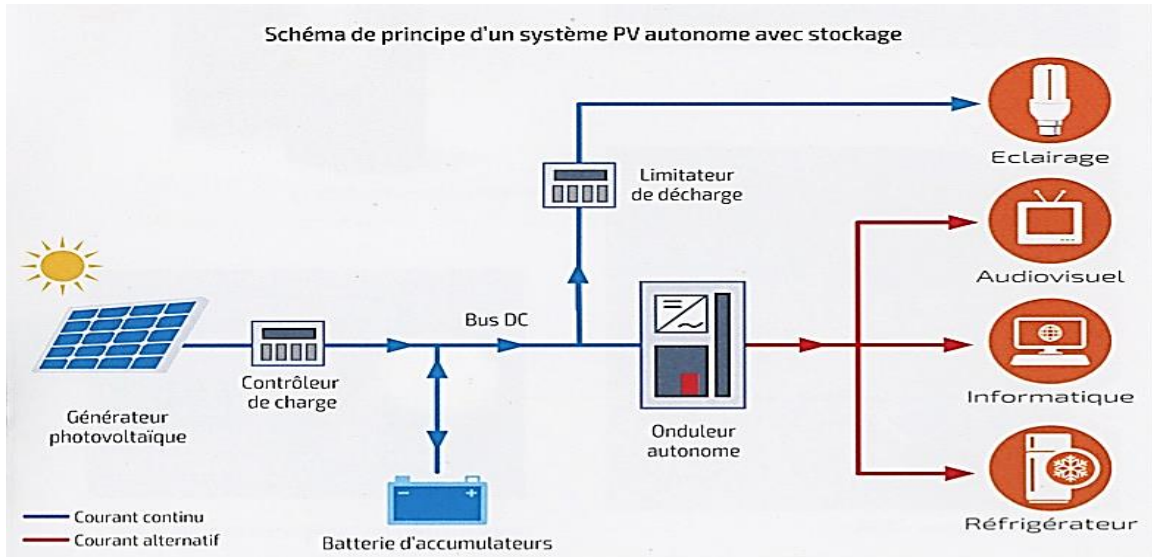 Schéma de principe d'un système PV autonome avec stockage
Eclairage
Limitateur
de décharge
Audiovisuel
Bus DC
Contrôleur
de charge
Informatique
Générateur
photovoltaïque
Onduleur
autonome
Courant continu
Courant alternatif
Batterie d'accumulateurs
Réfrigérateur